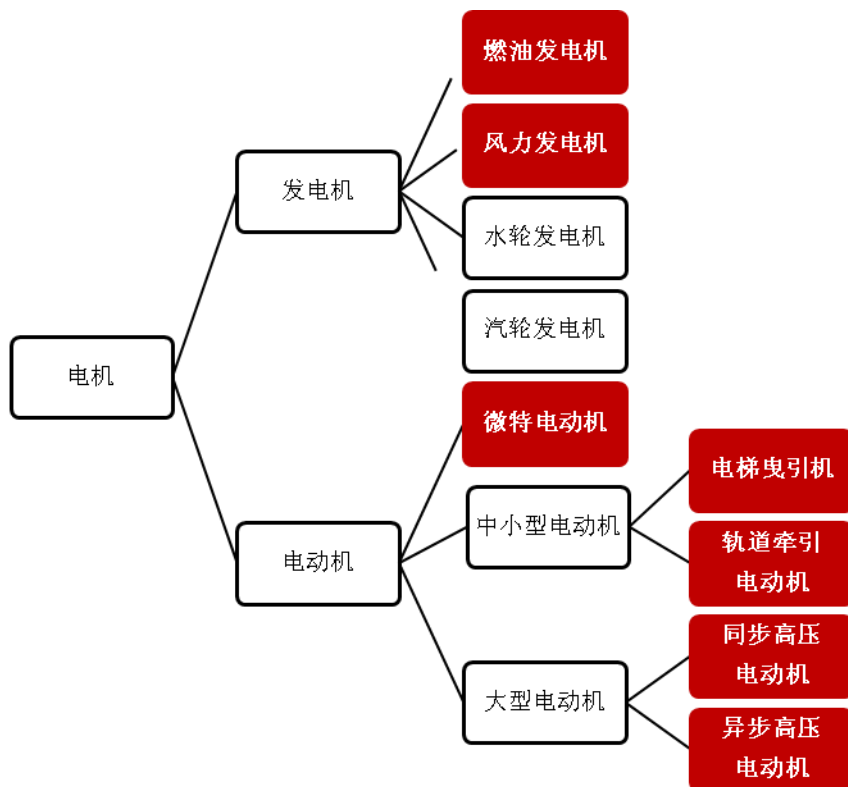 燃油发电机
风力发电机
发电机
水轮发电机
汽轮发电机
电机
微特电动机
电梯曳引机
中小型电动机
轨道牵引
电动机
电动机
同步高压
电动机
大型电动机
异步高压
电动机